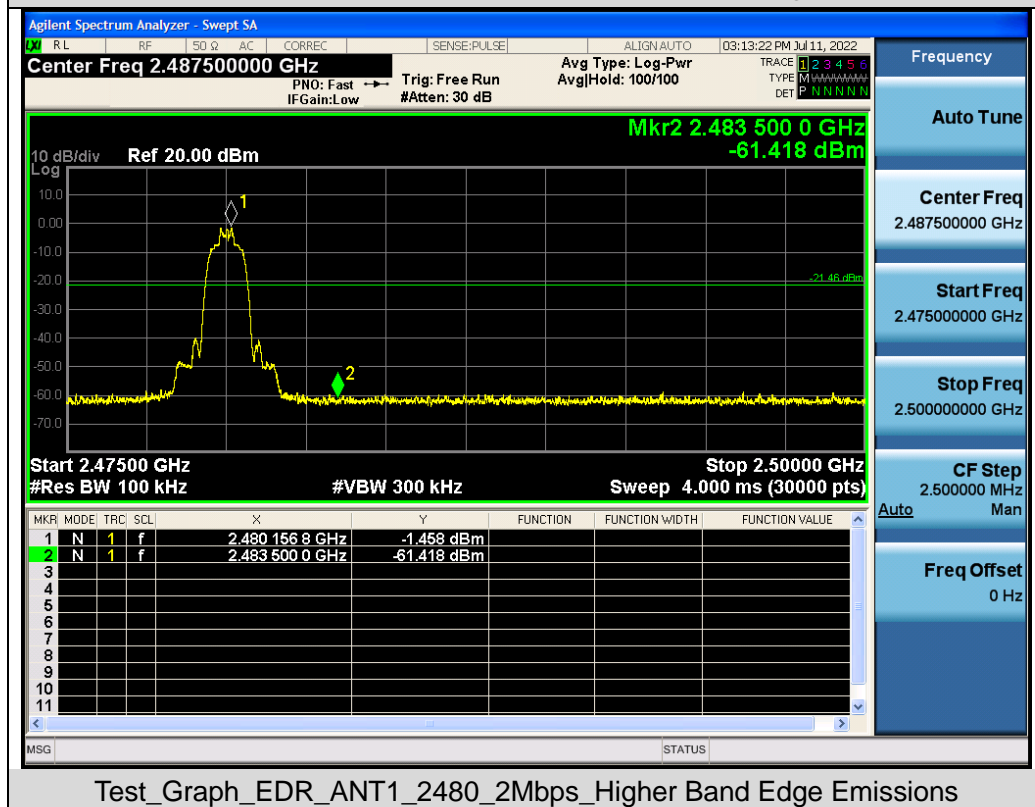 Agilent Spectrum Analyzer - Swept SA
LXI RL RF 50 Ω AC CORREC SENSE:PULSE ALIGN AUTO 03:13:22 PM Jul 11, 2022
Center Freq 2.487500000 GHz
PNO: Fast
IFGain:Low
Trig: Free Run
#Atten: 30 dB
Avg Type: Log-Pwr
Avg|Hold: 100/100
TRACE 1 2 3 4 5 6
TYPE M
DET P N N N N N
Mkr2 2.483 500 0 GHz
-61.418 dBm
10 dB/div Ref 20.00 dBm
Log
10.0
0.00
-10.0
-20.0
-30.0
-40.0
-50.0
-60.0
-70.0
1
-21.46 dBm
2
Start 2.47500 GHz Stop 2.50000 GHz
#Res BW 100 kHz #VBW 300 kHz Sweep 4.000 ms (30000 pts)
MKR MODE TRC SCL X Y FUNCTION FUNCTION WIDTH FUNCTION VALUE
1 N 1 f 2.480 156 8 GHz -1.458 dBm
2 N 1 f 2.483 500 0 GHz -61.418 dBm
3
4
5
6
7
8
9
10
11
MSG STATUS
Frequency
Auto Tune
Center Freq
2.487500000 GHz
Start Freq
2.475000000 GHz
Stop Freq
2.500000000 GHz
CF Step
2.500000 MHz
Auto Man
Freq Offset
0 Hz
Test_Graph_EDR_ANT1_2480_2Mbps_Higher Band Edge Emissions